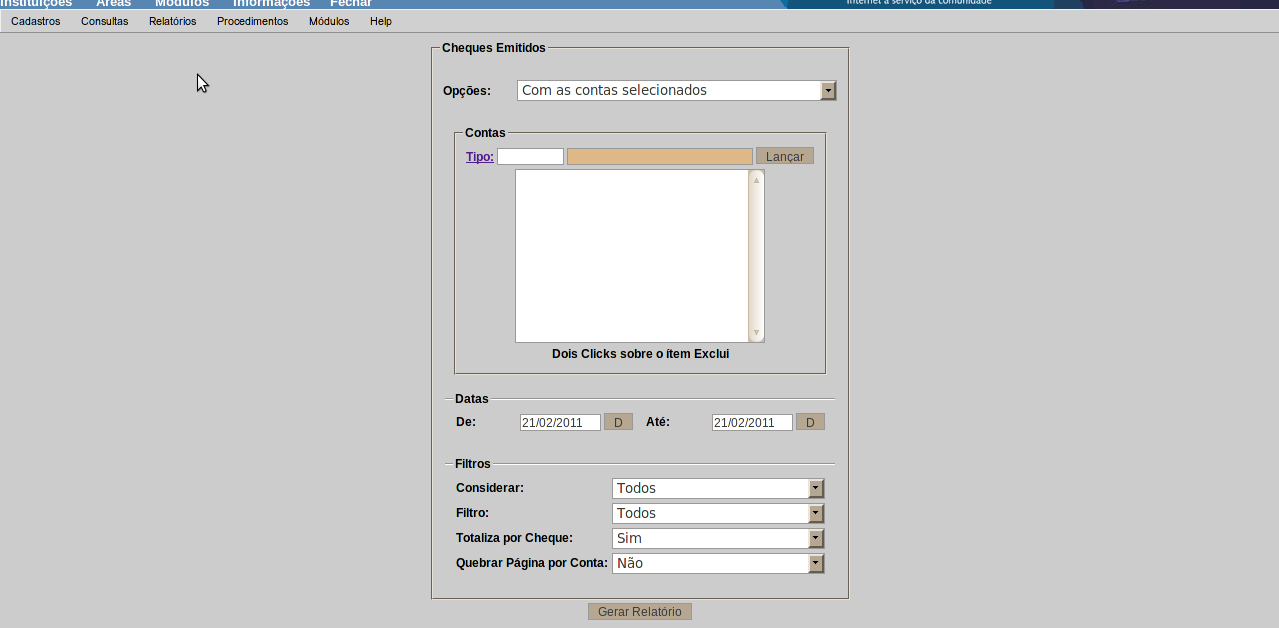 Instituições Áreas Módulos Informações Fechar
Internet a serviço da comunidade
Cadastros Consultas Relatórios Procedimentos Módulos Help
Cheques Emitidos
Opções: Com as contas selecionados
Contas
Tipo: Lançar
Dois Clicks sobre o ítem Exclui
Datas
De: 21/02/2011 D Até: 21/02/2011 D
Filtros
Considerar: Todos
Filtro: Todos
Totaliza por Cheque: Sim
Quebrar Página por Conta: Não
Gerar Relatório